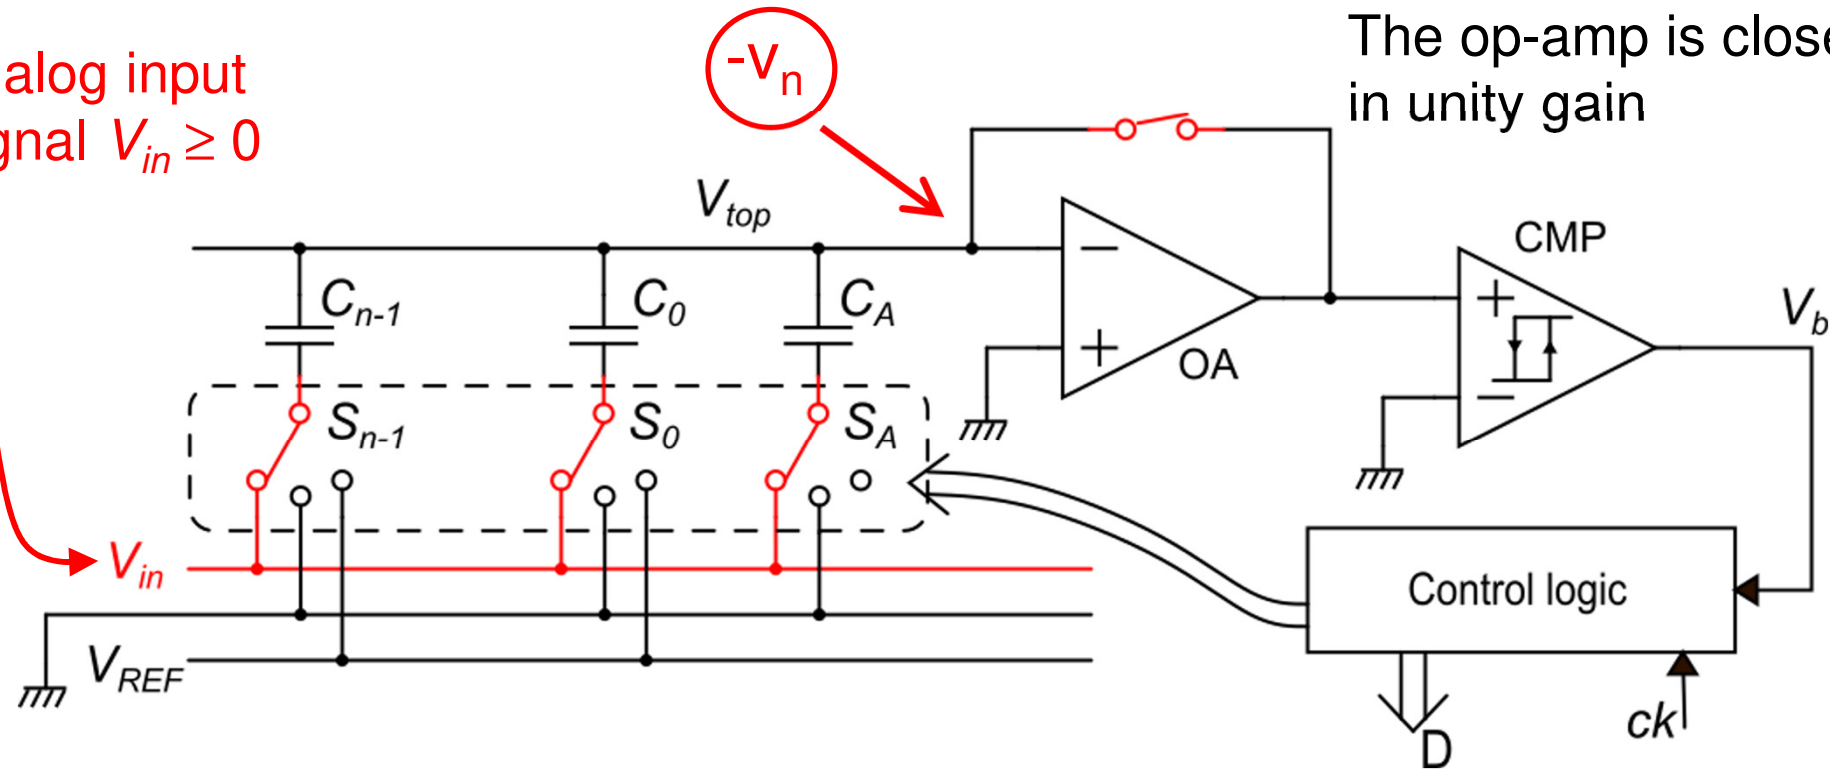 alog input
gnal V_in ≥ 0
-v_n
The op-amp is close
in unity gain
V_top
CMP
C_n-1
C_0
C_A
+
−
+
−
OA
V_b
S_n-1
S_0
S_A
V_in
V_REF
Control logic
ck
D